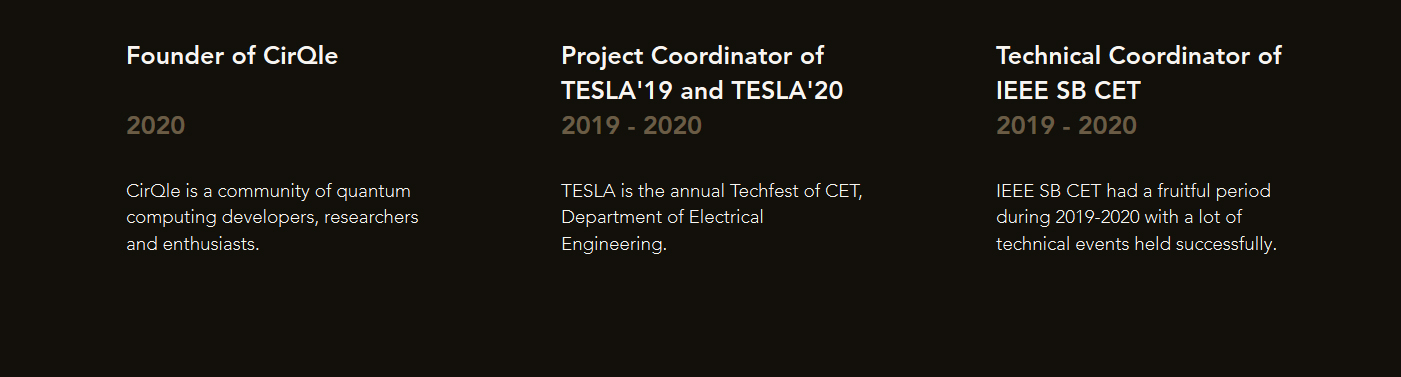 Founder of CirQle
2020
CirQle is a community of quantum
computing developers, researchers
and enthusiasts.
Project Coordinator of
TESLA'19 and TESLA'20
2019 - 2020
TESLA is the annual Techfest of CET,
Department of Electrical
Engineering.
Technical Coordinator of
IEEE SB CET
2019 - 2020
IEEE SB CET had a fruitful period
during 2019-2020 with a lot of
technical events held successfully.